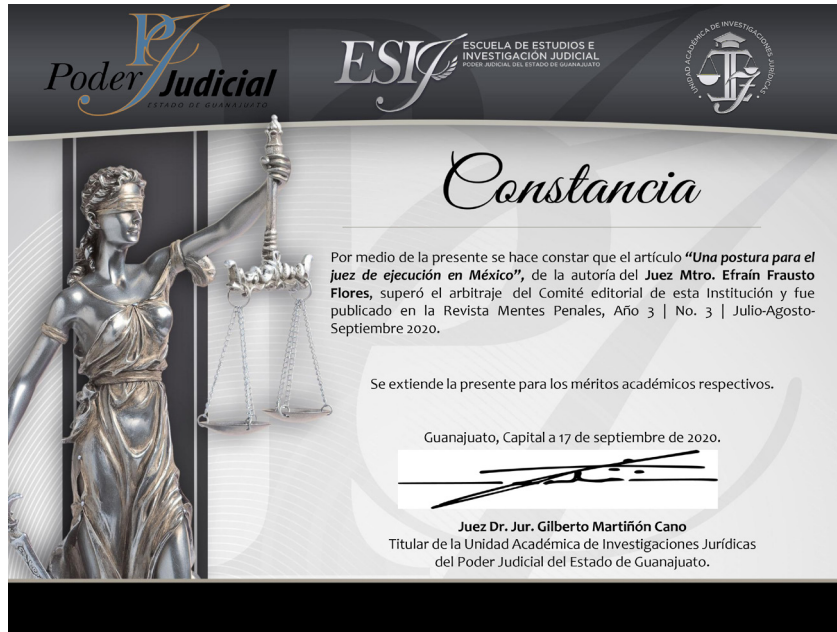 Poder Judicial
ESTADO DE GUANAJUATO
ESIJ
ESCUELA DE ESTUDIOS E
INVESTIGACIÓN JUDICIAL
PODER JUDICIAL DEL ESTADO DE GUANAJUATO
UNIDAD ACADÉMICA DE INVESTIGACIONES JURÍDICAS
Constancia
Por medio de la presente se hace constar que el artículo “Una postura para el
juez de ejecución en México”, de la autoría del Juez Mtro. Efraín Frausto
Flores, superó el arbitraje del Comité editorial de esta Institución y fue
publicado en la Revista Mentes Penales, Año 3 | No. 3 | Julio-Agosto-
Septiembre 2020.
Se extiende la presente para los méritos académicos respectivos.
Guanajuato, Capital a 17 de septiembre de 2020.
Juez Dr. Jur. Gilberto Martiñón Cano
Titular de la Unidad Académica de Investigaciones Jurídicas
del Poder Judicial del Estado de Guanajuato.